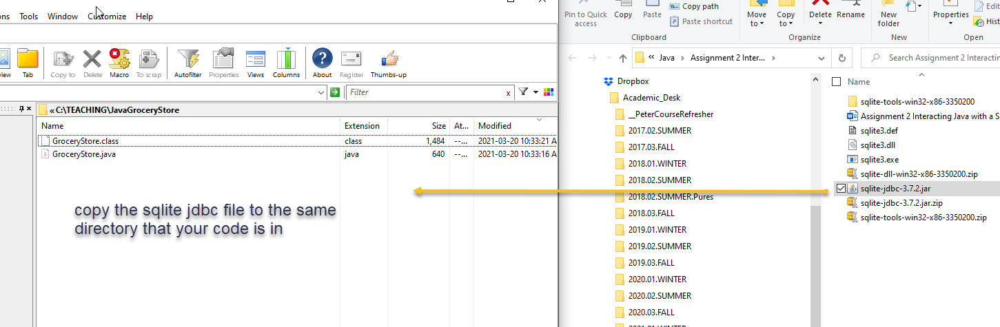 ons Tools Window Customize Help
view Tab Copy to Delete Macro To scrap Autofilter Properties Views Columns About Register Thumbs-up
Filter x
« C:\TEACHING\JavaGroceryStore
Name Extension Size At... Modified
GroceryStore.class class 1,484 --... 2021-03-20 10:33:21 A
GroceryStore.java java 640 --... 2021-03-20 10:33:16 A
copy the sqlite jdbc file to the same
directory that your code is in
Pin to Quick access
Copy
Paste
Copy path
Paste shortcut
Clipboard
Move to
Copy to
Delete
Rename
Organize
New folder
New
Properties
Edit
Hist
Open
« Java > Assignment 2 Inter... >
Search Assignment 2 Interactin
Dropbox
Academic_Desk
__PeterCourseRefresher
2017.02.SUMMER
2017.03.FALL
2018.01.WINTER
2018.02.SUMMER
2018.02.SUMMER.Pures
2018.03.FALL
2019.01.WINTER
2019.02.SUMMER
2019.03.FALL
2020.01.WINTER
2020.02.SUMMER
2020.03.FALL
Name
sqlite-tools-win32-x86-3350200
Assignment 2 Interacting Java with a S
sqlite3.def
sqlite3.dll
sqlite3.exe
sqlite-dll-win32-x86-3350200.zip
sqlite-jdbc-3.7.2.jar
sqlite-jdbc-3.7.2.jar.zip
sqlite-tools-win32-x86-3350200.zip